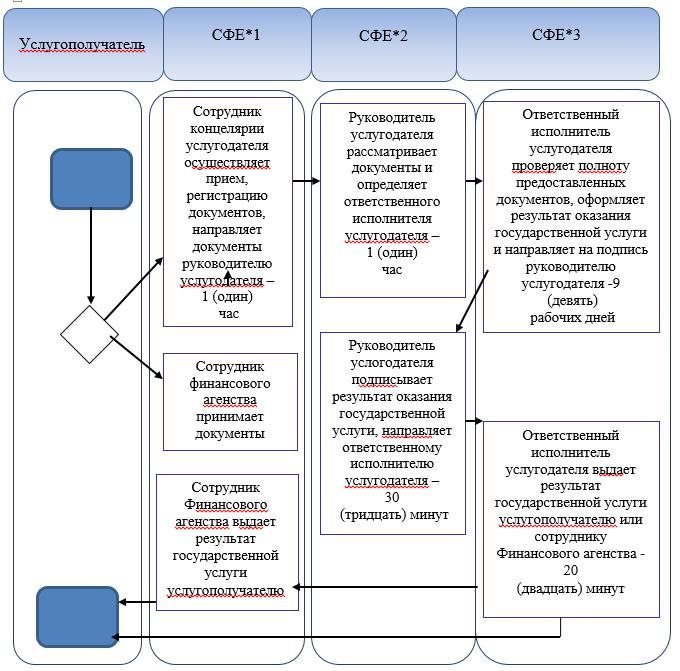 Услугополучатель
СФЕ*1
СФЕ*2
СФЕ*3
Сотрудник
концелярии
услугодателя
осуществляет
прием,
регистрацию
документов,
направляет
документы
руководителю
услугодателя –
1 (один)
час
Руководитель
услугодателя
рассматривает
документы и
определяет
ответственного
исполнителя
услугодателя –
1 (один)
час
Ответственный
исполнитель
услугодателя
проверяет полноту
предоставленных
документов, оформляет
результат оказания
государственной услуги
и направляет на подпись
руководителю
услугодателя -9
(девять)
рабочих дней
Сотрудник
финансового
агенства
принимает
документы
Руководитель
услогодателя
подписывает
результат оказания
государственной
услуги, направляет
ответственному
исполнителю
услугодателя –
30
(тридцать) минут
Ответственный
исполнитель
услугодателя выдает
результат
государственной услуги
услугополучателю или
сотруднику
Финансового агенства -
20
(двадцать) минут
Сотрудник
Финансового
агенства выдает
результат
государственной
услуги
услугополучателю